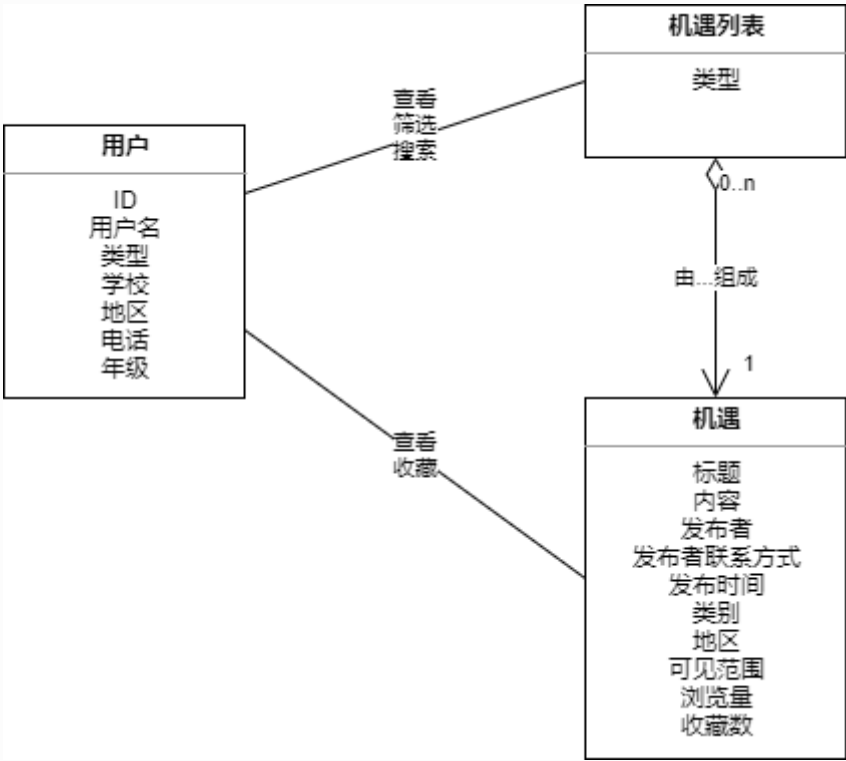 机遇列表
类型
查看
筛选
搜索
用户
ID
用户名
类型
学校
地区
电话
年级
0..n
由...组成
1
查看
收藏
机遇
标题
内容
发布者
发布者联系方式
发布时间
类别
地区
可见范围
浏览量
收藏数